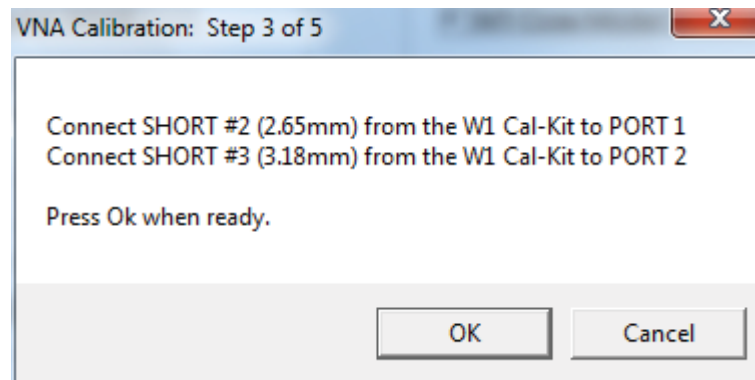 VNA Calibration: Step 3 of 5
Connect SHORT #2 (2.65mm) from the W1 Cal-Kit to PORT 1
Connect SHORT #3 (3.18mm) from the W1 Cal-Kit to PORT 2
Press Ok when ready.
OK Cancel